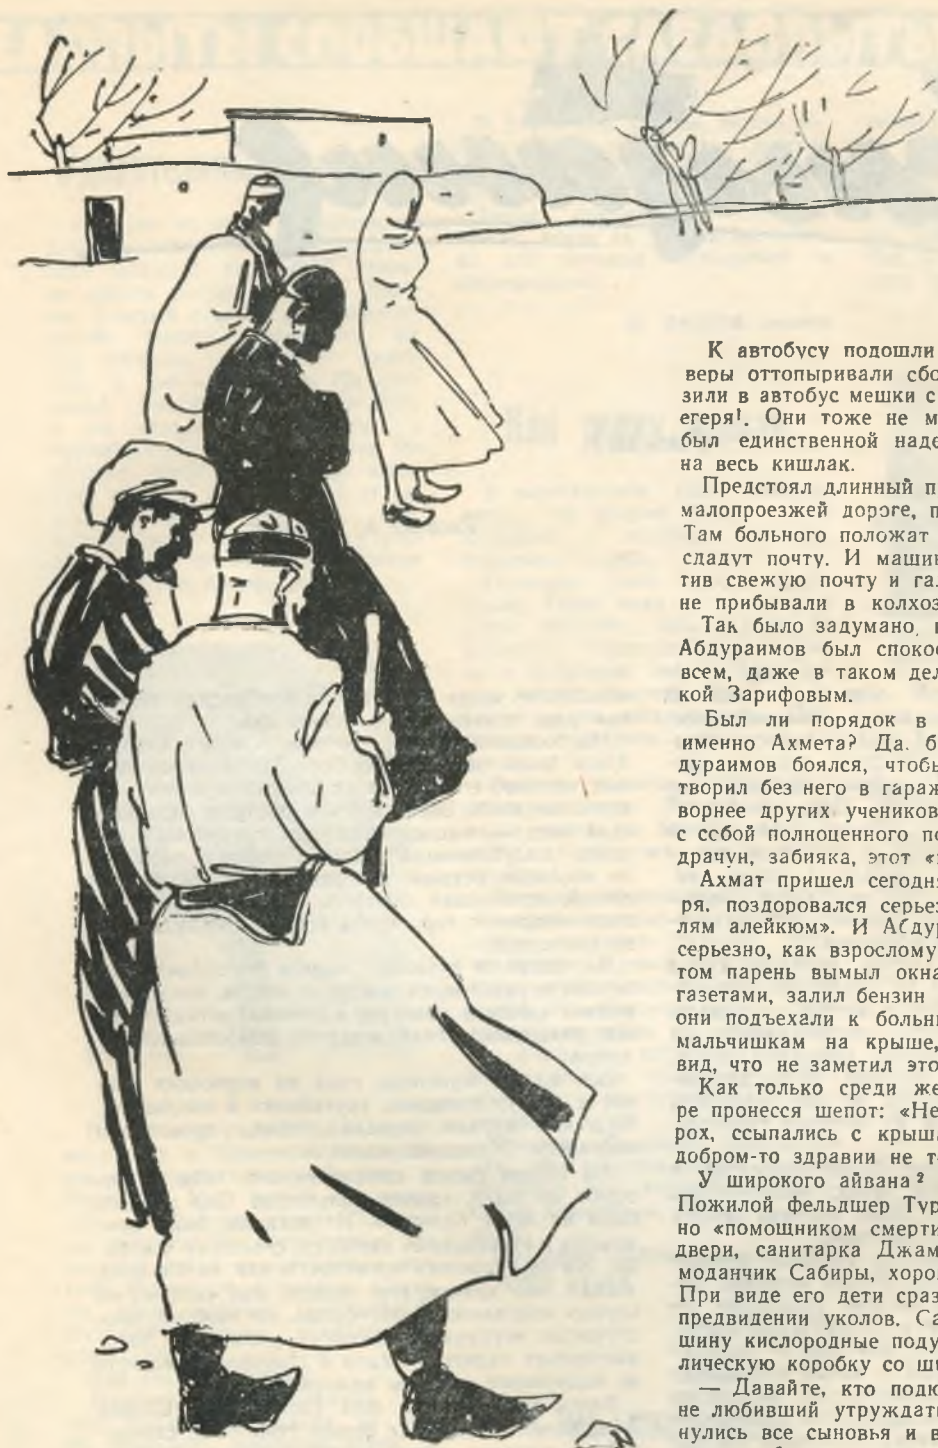 К автобусу подошли
веры оттопыривали сбо
зили в автобус мешки с
егеря¹. Они тоже не м
был единственной наде
на весь кишлак.
Предстоял длинный п
малопроезжей дороге, п
Там больного положат
сдадут почту. И машин
тив свежую почту и га
не прибывали в колхоз
Так было задумано,
Абдураимов был спокое
всем, даже в таком дел
кой Зарифовым.
Был ли порядок в
именно Ахмета? Да. б
дураимов боялся, чтобы
творил без него в гараж
ворнее других учеников
с собой полноценного по
драчун, забияка, этот «
Ахмат пришел сегодня
ря. поздоровался серье
лям алейкюм». И Абдур
серьезно, как взрослому
том парень вымыл окна
газетами, залил бензин
они подъехали к больн
мальчишкам на крыше,
вид, что не заметил это
Как только среди же
ре пронесся шепот: «Не
рох, ссыпались с крыш
добром-то здравии не т
У широкого айвана²
Пожилой фельдшер Тур
но «помощником смерти
двери, санитарка Джам
моданчик Сабиры, хоро
При виде его дети сраз
предвидении уколов. Са
шину кислородные поду
лическую коробку со ш
— Давайте, кто подю
не любивший утруждат
нулись все сыновья и в